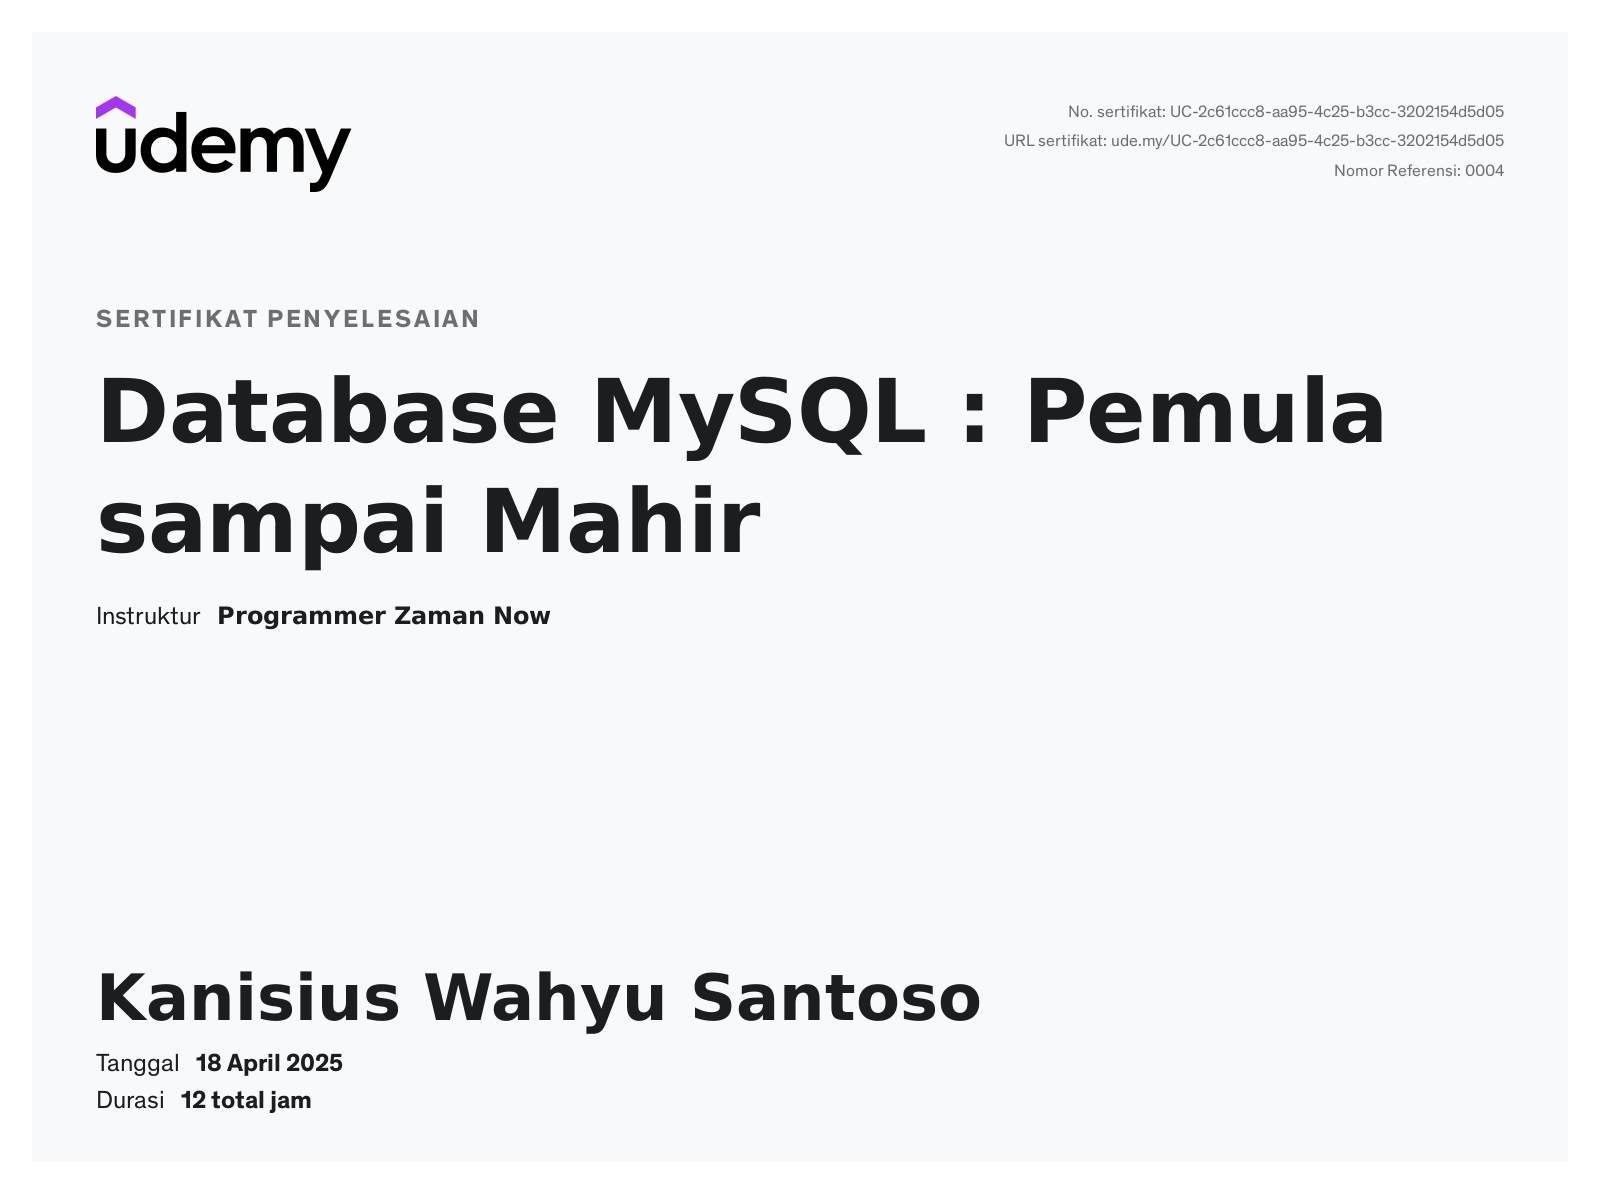 udemy
No. sertifikat: UC-2c61ccc8-aa95-4c25-b3cc-3202154d5d05
URL sertifikat: ude.my/UC-2c61ccc8-aa95-4c25-b3cc-3202154d5d05
Nomor Referensi: 0004
SERTIFIKAT PENYELESAIAN
Database MySQL : Pemula
sampai Mahir
Instruktur Programmer Zaman Now
Kanisius Wahyu Santoso
Tanggal 18 April 2025
Durasi 12 total jam